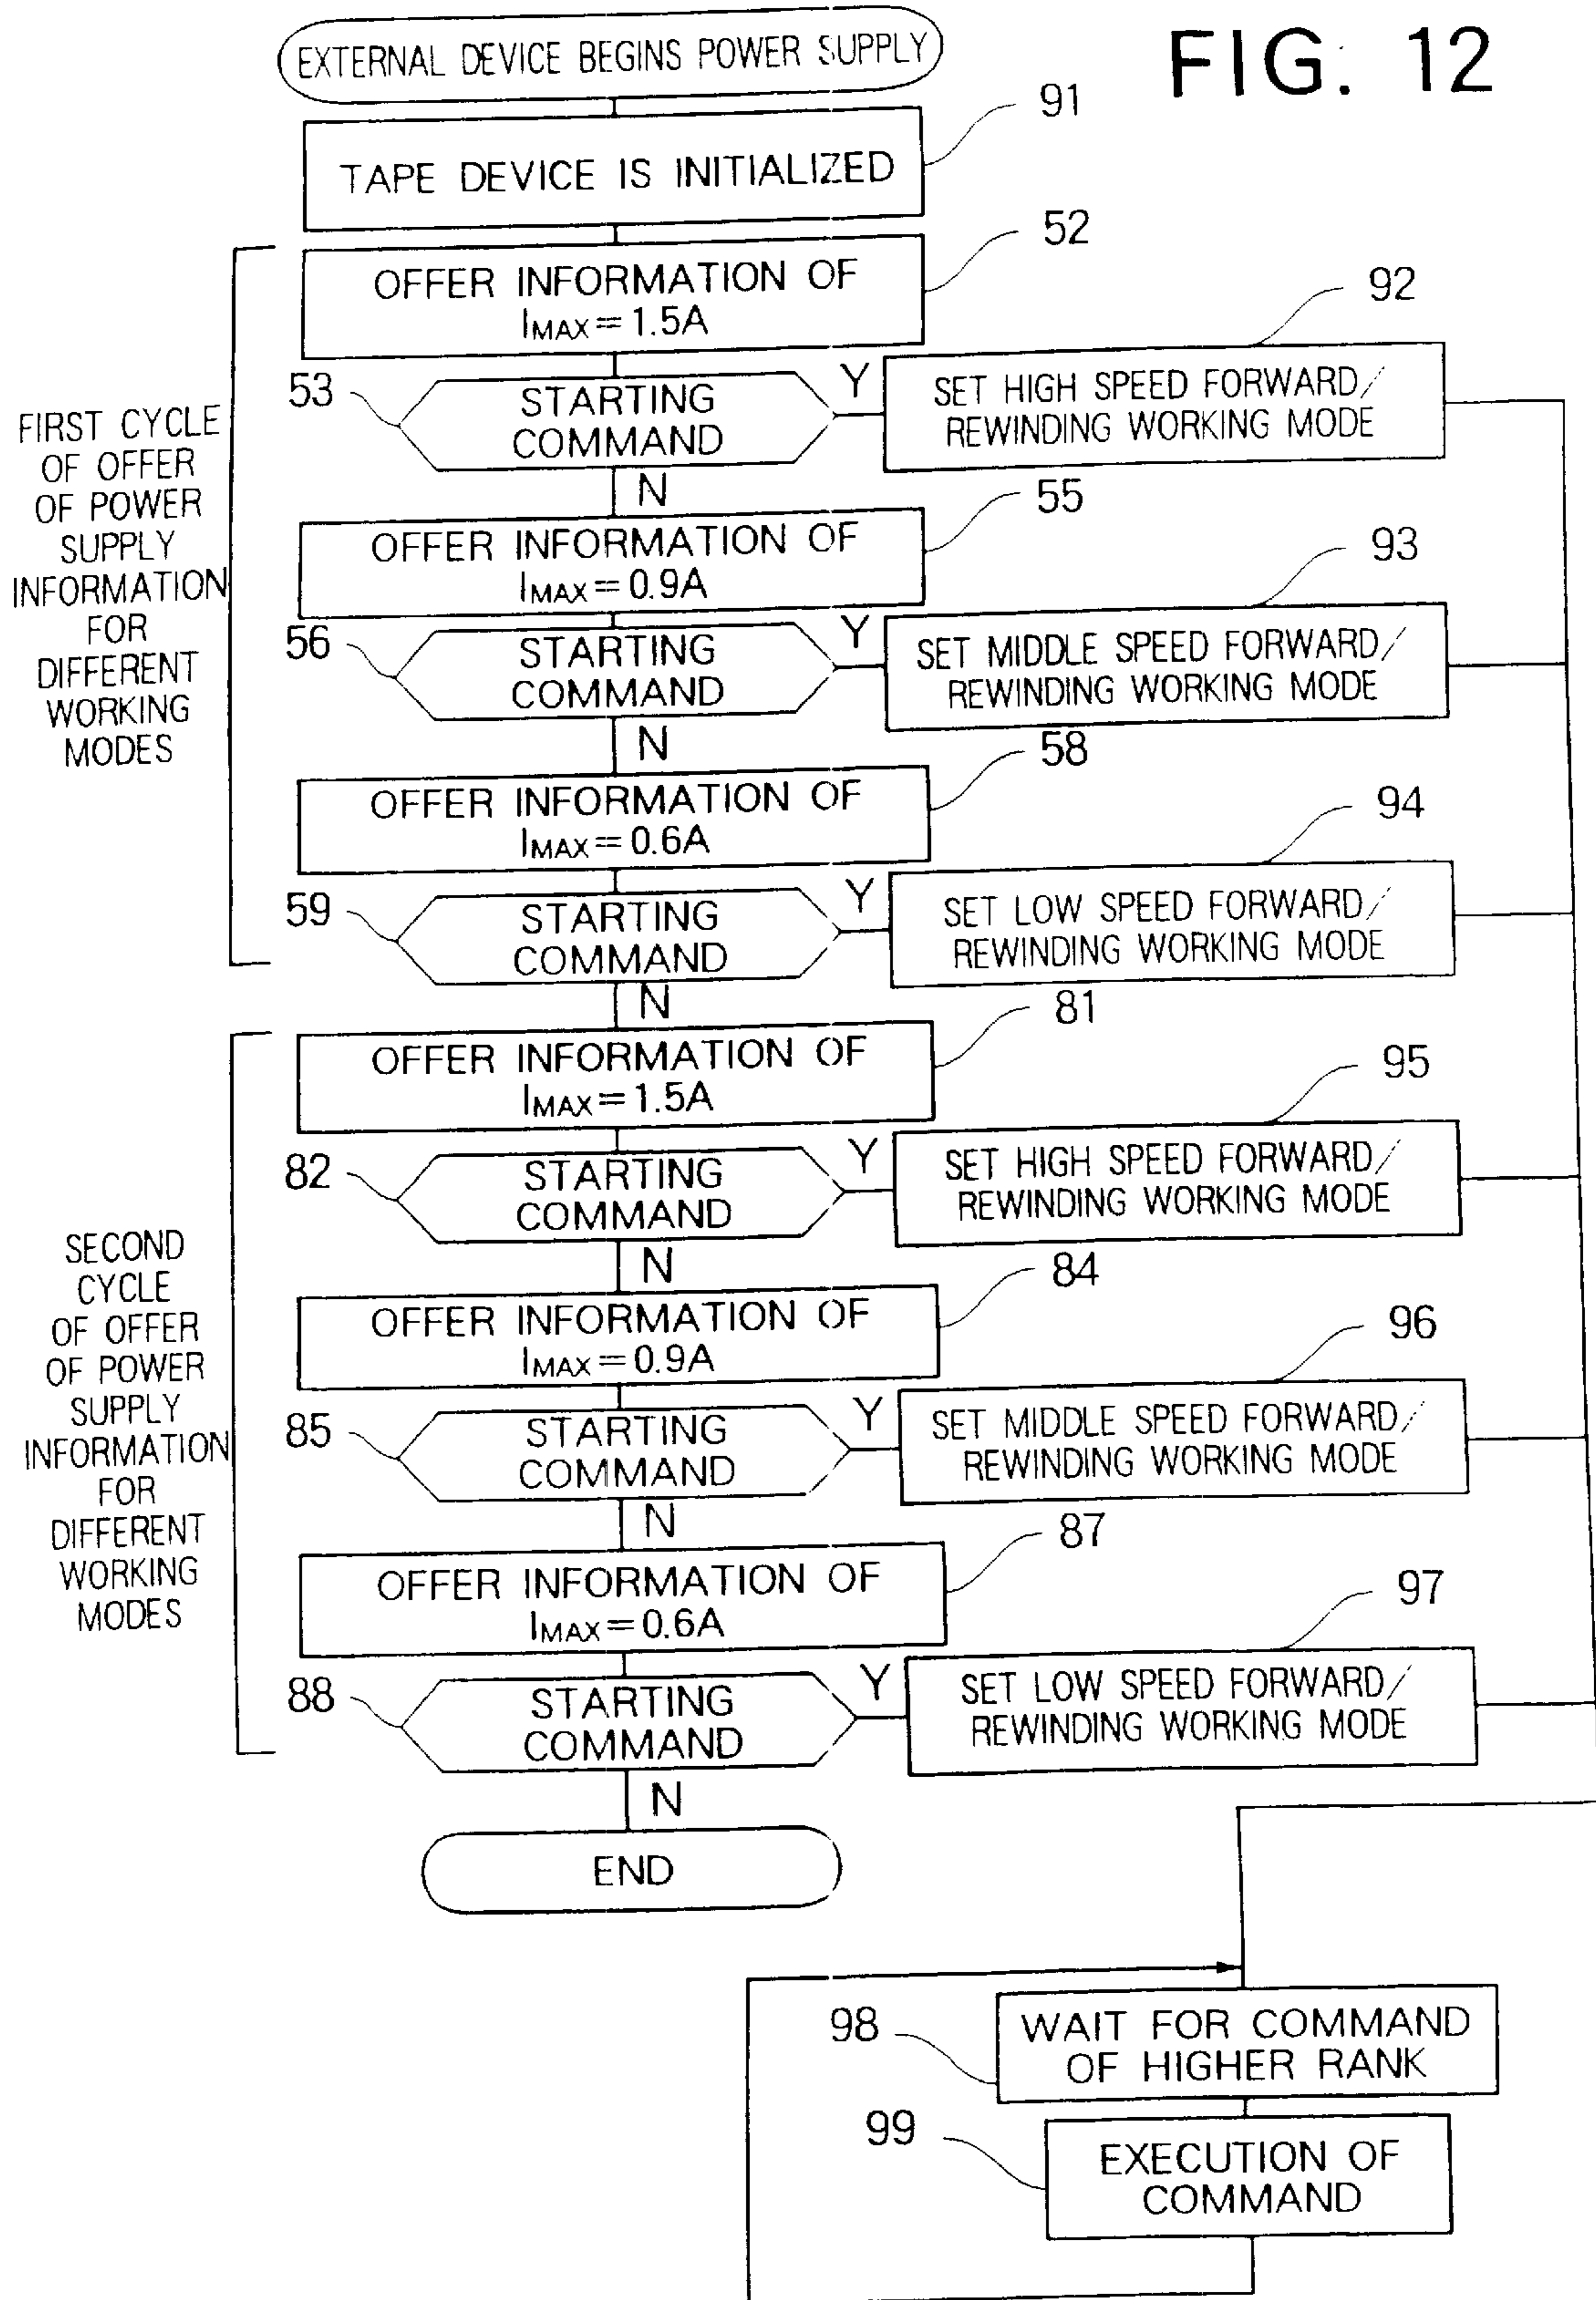 FIG. 12
EXTERNAL DEVICE BEGINS POWER SUPPLY
91
TAPE DEVICE IS INITIALIZED
52
OFFER INFORMATION OF
IMAX = 1.5A
92
53
STARTING
COMMAND
Y
SET HIGH SPEED FORWARD/
REWINDING WORKING MODE
N
FIRST CYCLE
OF OFFER
OF POWER
SUPPLY
INFORMATION
FOR
DIFFERENT
WORKING
MODES
55
OFFER INFORMATION OF
IMAX = 0.9A
93
56
STARTING
COMMAND
Y
SET MIDDLE SPEED FORWARD/
REWINDING WORKING MODE
N
58
OFFER INFORMATION OF
IMAX = 0.6A
94
59
STARTING
COMMAND
Y
SET LOW SPEED FORWARD/
REWINDING WORKING MODE
N
81
OFFER INFORMATION OF
IMAX = 1.5A
95
82
STARTING
COMMAND
Y
SET HIGH SPEED FORWARD/
REWINDING WORKING MODE
N
SECOND
CYCLE
OF OFFER
OF POWER
SUPPLY
INFORMATION
FOR
DIFFERENT
WORKING
MODES
84
OFFER INFORMATION OF
IMAX = 0.9A
96
85
STARTING
COMMAND
Y
SET MIDDLE SPEED FORWARD/
REWINDING WORKING MODE
N
87
OFFER INFORMATION OF
IMAX = 0.6A
97
88
STARTING
COMMAND
Y
SET LOW SPEED FORWARD/
REWINDING WORKING MODE
N
END
98
WAIT FOR COMMAND
OF HIGHER RANK
99
EXECUTION OF
COMMAND